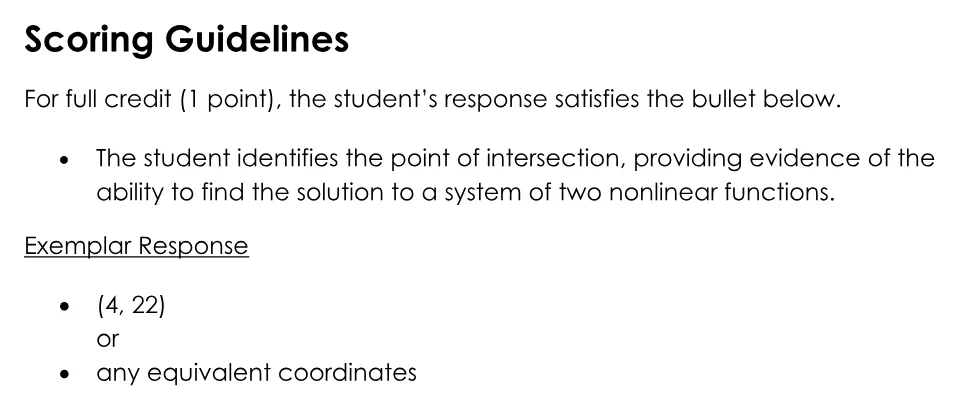 Scoring Guidelines
For full credit (1 point), the student’s response satisfies the bullet below.
• The student identifies the point of intersection, providing evidence of the
ability to find the solution to a system of two nonlinear functions.
Exemplar Response
• (4, 22)
or
• any equivalent coordinates